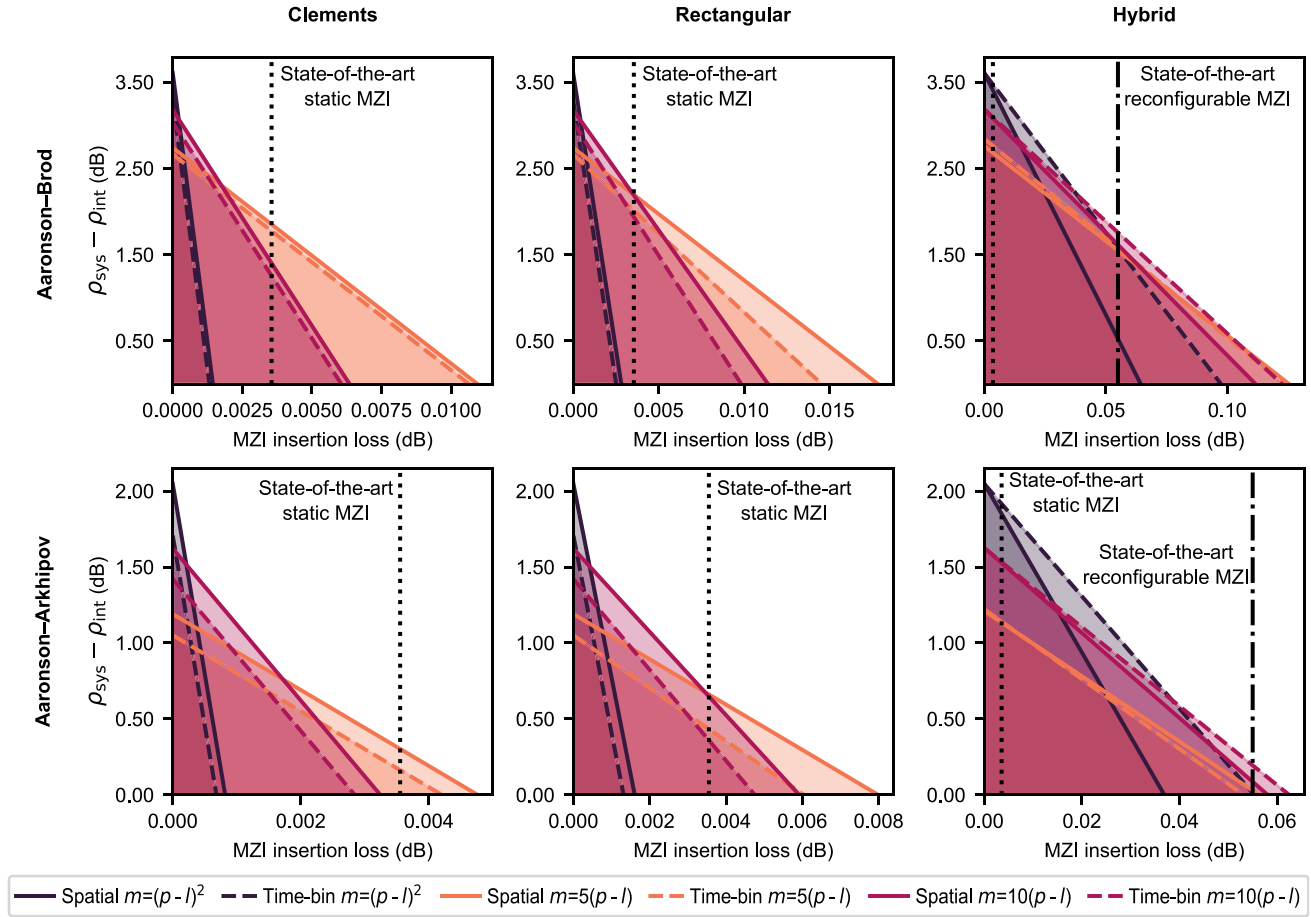 Clements
Rectangular
Hybrid
Aaronson–Brod
ρsys − ρint (dB)
3.50
2.50
1.50
0.50
State-of-the-art
static MZI
0.0000 0.0025 0.0050 0.0075 0.0100
MZI insertion loss (dB)
3.50
2.50
1.50
0.50
State-of-the-art
static MZI
0.000 0.005 0.010 0.015
MZI insertion loss (dB)
3.50
2.50
1.50
0.50
State-of-the-art
reconfigurable MZI
0.00 0.05 0.10
MZI insertion loss (dB)
Aaronson–Arkhipov
ρsys − ρint (dB)
2.00
1.50
1.00
0.50
0.00
State-of-the-art
static MZI
0.000 0.002 0.004
MZI insertion loss (dB)
2.00
1.50
1.00
0.50
0.00
State-of-the-art
static MZI
0.000 0.002 0.004 0.006 0.008
MZI insertion loss (dB)
2.00
1.50
1.00
0.50
0.00
State-of-the-art
static MZI
State-of-the-art
reconfigurable MZI
0.00 0.02 0.04 0.06
MZI insertion loss (dB)
Spatial m=(p - l)² Time-bin m=(p - l)² Spatial m=5(p - l) Time-bin m=5(p - l) Spatial m=10(p - l) Time-bin m=10(p - l)